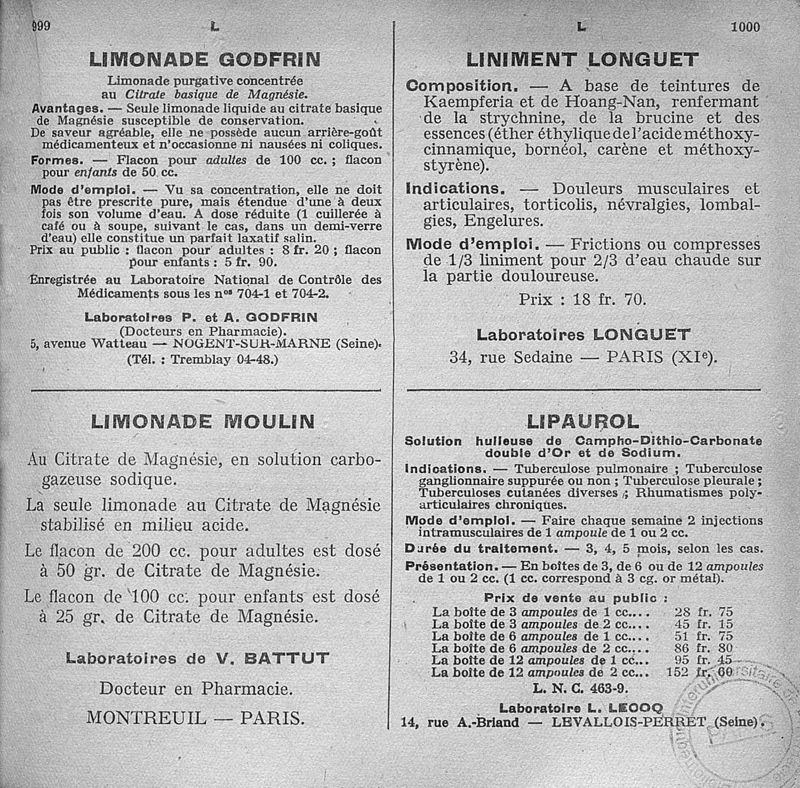 999
L
LIMONADE GODFRIN
Limonade purgative concentrée
au Citrate basique de Magnésie.
Avantages. — Seule limonade liquide au citrate basique
de Magnésie susceptible de conservation.
De saveur agréable, elle ne possède aucun arrière-goût
médicamenteux et n'occasionne ni nausées ni coliques.
Formes. — Flacon pour adultes de 100 cc. ; flacon
pour enfants de 50 cc.
Mode d'emploi. — Vu sa concentration, elle ne doit
pas être prescrite pure, mais étendue d'une à deux
fois son volume d'eau. A dose réduite (1 cuillerée à
café ou à soupe, suivant le cas, dans un demi-verre
d'eau) elle constitue un parfait laxatif salin.
Prix au public : flacon pour adultes : 8 fr. 20 ; flacon
pour enfants : 5 fr. 90.
Enregistrée au Laboratoire National de Contrôle des
Médicaments sous les nos 704-1 et 704-2.
Laboratoires P. et A. GODFRIN
(Docteurs en Pharmacie).
5, avenue Watteau — NOGENT-SUR-MARNE (Seine).
(Tél. : Tremblay 04-48.)
LIMONADE MOULIN
Au Citrate de Magnésie, en solution carbo-
gazeuse sodique.
La seule limonade au Citrate de Magnésie
stabilisé en milieu acide.
Le flacon de 200 cc. pour adultes est dosé
à 50 gr. de Citrate de Magnésie.
Le flacon de 100 cc. pour enfants est dosé
à 25 gr. de Citrate de Magnésie.
Laboratoires de V. BATTUT
Docteur en Pharmacie.
MONTREUIL — PARIS.
L
1000
LINIMENT LONGUET
Composition. — A base de teintures de
Kaempferia et de Hoang-Nan, renfermant
de la strychnine, de la brucine et des
essences (éther éthylique de l'acide méthoxy-
cinnamique, bornéol, carène et méthoxy-
styrène).
Indications. — Douleurs musculaires et
articulaires, torticolis, névralgies, lombal-
gies, Engelures.
Mode d'emploi. — Frictions ou compresses
de 1/3 liniment pour 2/3 d'eau chaude sur
la partie douloureuse.
Prix : 18 fr. 70.
Laboratoires LONGUET
34, rue Sedaine — PARIS (XIe).
LIPAUROL
Solution huileuse de Campho-Dithio-Carbonate
double d'Or et de Sodium.
Indications. — Tuberculose pulmonaire ; Tuberculose
ganglionnaire suppurée ou non ; Tuberculose pleurale ;
Tuberculoses cutanées diverses ; Rhumatismes poly-
articulaires chroniques.
Mode d'emploi. — Faire chaque semaine 2 injections
intramusculaires de 1 ampoule de 1 ou 2 cc.
Durée du traitement. — 3, 4, 5 mois, selon les cas.
Présentation. — En boîtes de 3, de 6 ou de 12 ampoules
de 1 ou 2 cc. (1 cc. correspond à 3 cg. or métal).
Prix de vente au public :
La boîte de 3 ampoules de 1 cc.... 28 fr. 75
La boîte de 3 ampoules de 2 cc.... 45 fr. 15
La boîte de 6 ampoules de 1 cc.... 51 fr. 75
La boîte de 6 ampoules de 2 cc.... 86 fr. 80
La boîte de 12 ampoules de 1 cc... 95 fr. 45
La boîte de 12 ampoules de 2 cc... 152 fr. 60
L. N. C. 463-9.
Laboratoire L. LECOQ
14, rue A.-Briand — LEVALLOIS-PERRET (Seine).